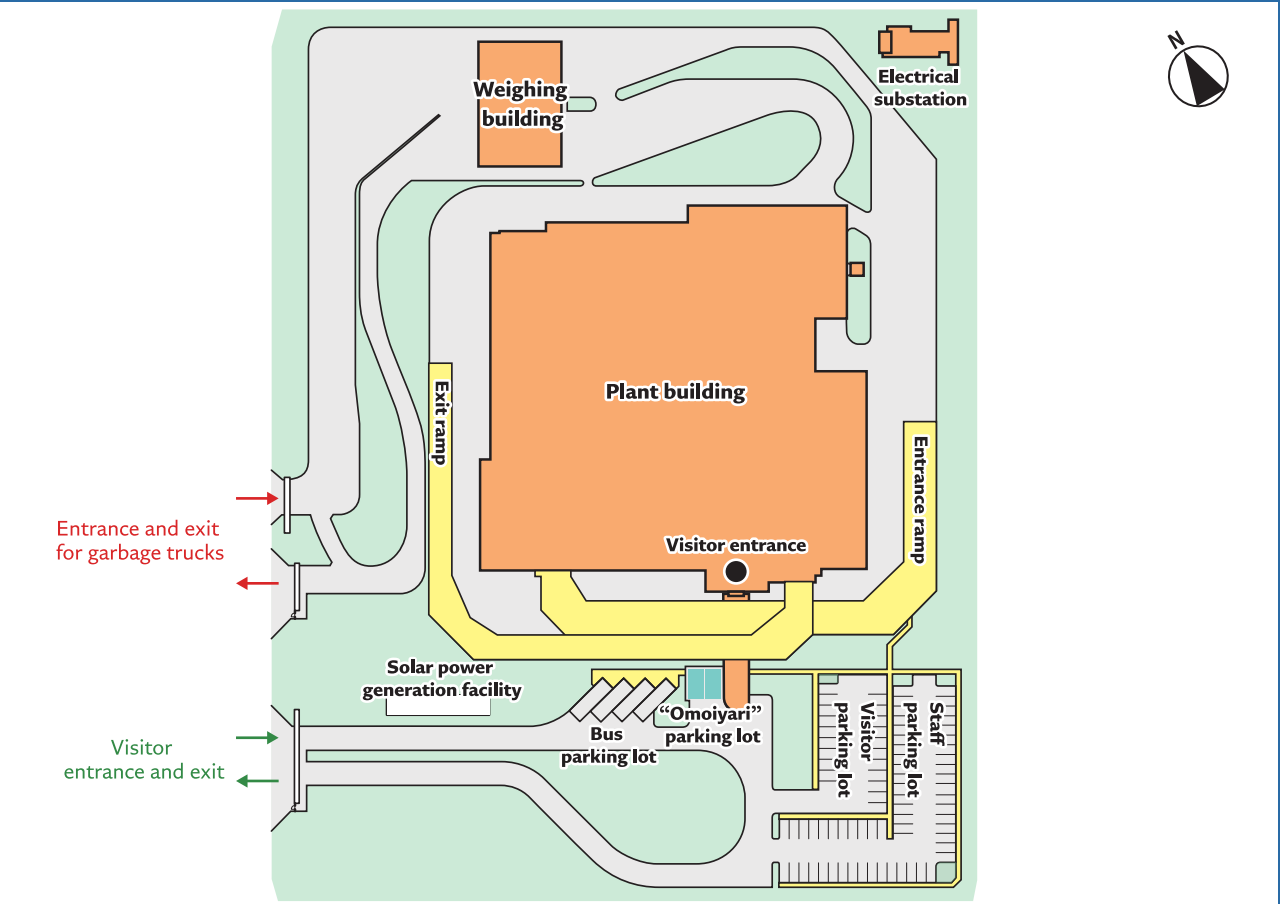 N
Electrical
substation
Weighing
building
Plant building
Exit ramp
Entrance ramp
Entrance and exit
for garbage trucks
Visitor entrance
Solar power
generation facility
“Omoiyari”
parking lot
Bus
parking lot
Visitor
parking lot
Staff
parking lot
Visitor
entrance and exit